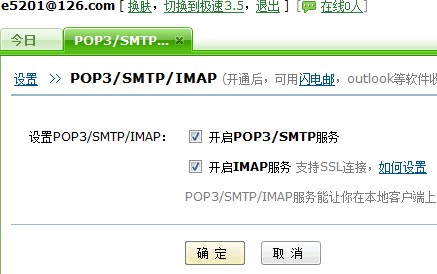 e5201@126.com [ 换肤, 切换到极速3.5, 退出 ] [ 在线0人 ]
今日 POP3/SMTP... ×
设置 >> POP3/SMTP/IMAP (开通后，可用闪电邮，outlook等软件收
设置POP3/SMTP/IMAP： 开启POP3/SMTP服务
开启IMAP服务 支持SSL连接，如何设置
POP3/SMTP/IMAP服务能让你在本地客户端上
确 定 取 消